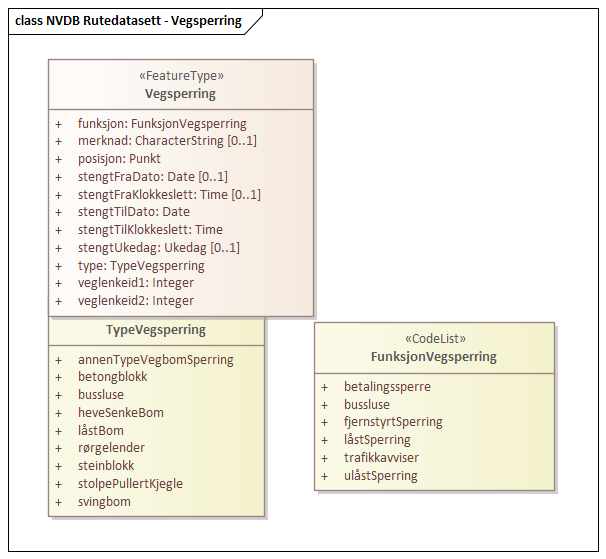 class NVDB Rutedatasett - Vegsperring
«FeatureType»
Vegsperring
+ funksjon: FunksjonVegsperring
+ merknad: CharacterString [0..1]
+ posisjon: Punkt
+ stengtFraDato: Date [0..1]
+ stengtFraKlokkeslett: Time [0..1]
+ stengtTilDato: Date
+ stengtTilKlokkeslett: Time
+ stengtUkedag: Ukedag [0..1]
+ type: TypeVegsperring
+ veglenkeid1: Integer
+ veglenkeid2: Integer
TypeVegsperring
+ annenTypeVegbomSperring
+ betongblokk
+ bussluse
+ heveSenkeBom
+ låstBom
+ rørgelender
+ steinblokk
+ stolpePullertKjegle
+ svingbom
«CodeList»
FunksjonVegsperring
+ betalingssperre
+ bussluse
+ fjernstyrtSperring
+ låstSperring
+ trafikkavviser
+ ulåstSperring